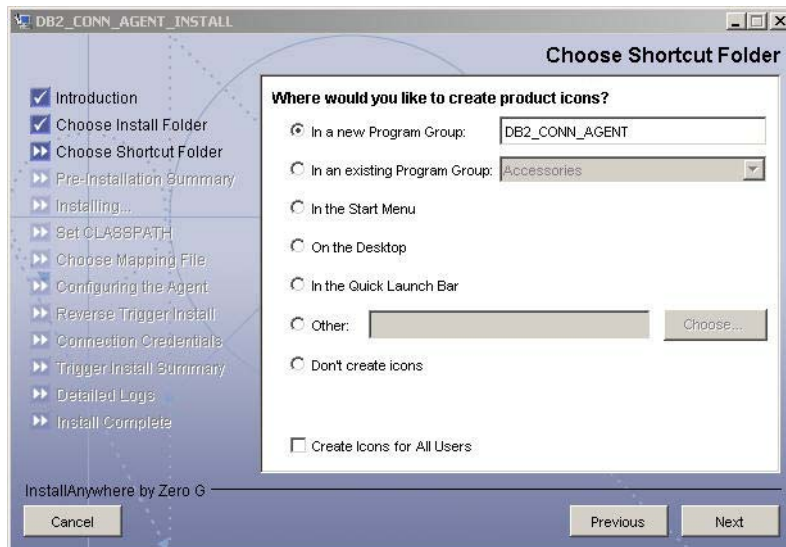 DB2_CONN_AGENT_INSTALL
Choose Shortcut Folder
Introduction
Choose Install Folder
Choose Shortcut Folder
Pre-Installation Summary
Installing...
Set CLASSPATH
Choose Mapping File
Configuring the Agent
Reverse Trigger Install
Connection Credentials
Trigger Install Summary
Detailed Logs
Install Complete
Where would you like to create product icons?
In a new Program Group: DB2_CONN_AGENT
In an existing Program Group: Accessories
In the Start Menu
On the Desktop
In the Quick Launch Bar
Other: Choose...
Don't create icons
Create Icons for All Users
InstallAnywhere by Zero G
Cancel Previous Next